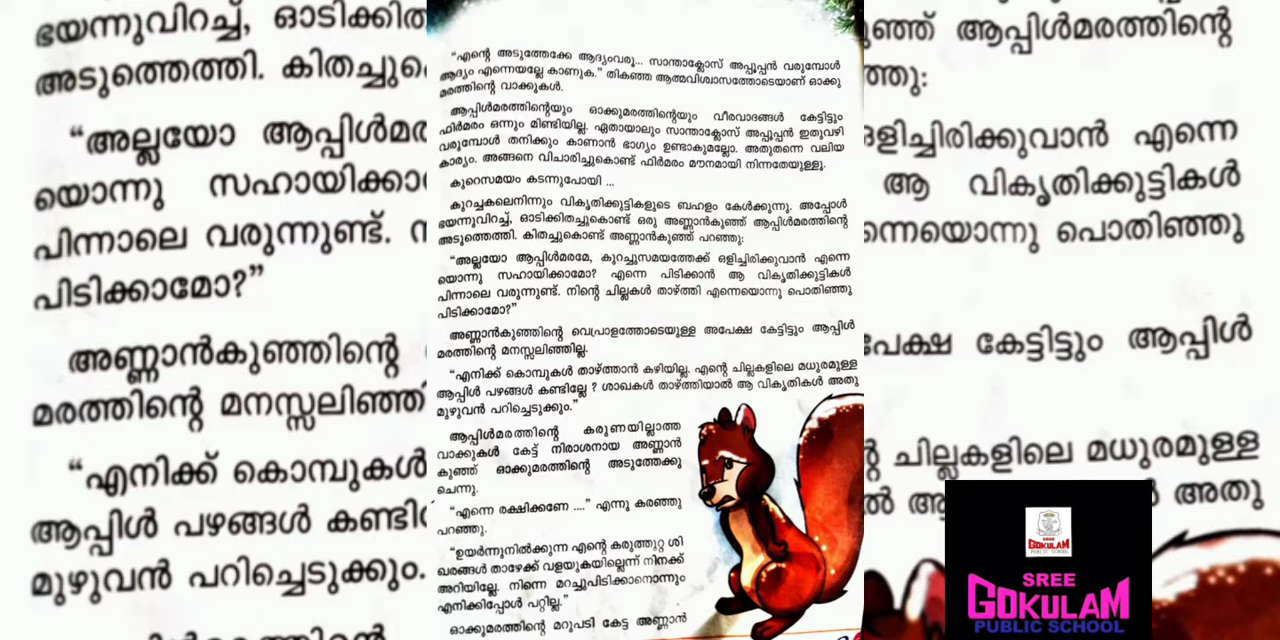 “എന്റെ അടുത്തേക്കേ ആദ്യംവരൂ... സാന്താക്ലോസ് അപ്പൂപ്പൻ വരുമ്പോൾ
ആദ്യം എന്നെയല്ലേ കാണുക.” തികഞ്ഞ ആത്മവിശ്വാസത്തോടെയാണ് ഓക്കു
മരത്തിന്റെ വാക്കുകൾ.
ആപ്പിൾമരത്തിന്റെയും ഓക്കുമരത്തിന്റെയും വീരവാദങ്ങൾ കേട്ടിട്ടും
ഫിർമരം ഒന്നും മിണ്ടിയില്ല. ഏതായാലും സാന്താക്ലോസ് അപ്പൂപ്പൻ ഇതുവഴി
വരുമ്പോൾ തനിക്കും കാണാൻ ഭാഗ്യം ഉണ്ടാകുമല്ലോ. അതുതന്നെ വലിയ
കാര്യം. അങ്ങനെ വിചാരിച്ചുകൊണ്ട് ഫിർമരം മൗനമായി നിന്നതേയുള്ളൂ.
കുറെസമയം കടന്നുപോയി ...
കുറച്ചകലെനിന്നും വികൃതിക്കുട്ടികളുടെ ബഹളം കേൾക്കുന്നു. അപ്പോൾ
ഭയന്നുവിറച്ച്, ഓടിക്കിതച്ചുകൊണ്ട് ഒരു അണ്ണാൻകുഞ്ഞ് ആപ്പിൾമരത്തിന്റെ
അടുത്തെത്തി. കിതച്ചുകൊണ്ട് അണ്ണാൻകുഞ്ഞ് പറഞ്ഞു:
“അല്ലയോ ആപ്പിൾമരമേ, കുറച്ചുസമയത്തേക്ക് ഒളിച്ചിരിക്കുവാൻ എന്നെ
യൊന്നു സഹായിക്കാമോ? എന്നെ പിടിക്കാൻ ആ വികൃതിക്കുട്ടികൾ
പിന്നാലെ വരുന്നുണ്ട്. നിന്റെ ചില്ലകൾ താഴ്ത്തി എന്നെയൊന്നു പൊതിഞ്ഞു
പിടിക്കാമോ?”
അണ്ണാൻകുഞ്ഞിന്റെ വെപ്രാളത്തോടെയുള്ള അപേക്ഷ കേട്ടിട്ടും ആപ്പിൾ
മരത്തിന്റെ മനസ്സലിഞ്ഞില്ല.
“എനിക്ക് കൊമ്പുകൾ താഴ്ത്താൻ കഴിയില്ല. എന്റെ ചില്ലകളിലെ മധുരമുള്ള
ആപ്പിൾ പഴങ്ങൾ കണ്ടില്ലേ ? ശാഖകൾ താഴ്ത്തിയാൽ ആ വികൃതികൾ അതു
മുഴുവൻ പറിച്ചെടുക്കും.”
ആപ്പിൾമരത്തിന്റെ കരുണയില്ലാത്ത
വാക്കുകൾ കേട്ട് നിരാശനായ അണ്ണാൻ
കുഞ്ഞ് ഓക്കുമരത്തിന്റെ അടുത്തേക്കു
ചെന്നു.
“എന്നെ രക്ഷിക്കണേ ....” എന്നു കരഞ്ഞു
പറഞ്ഞു.
“ഉയർന്നുനിൽക്കുന്ന എന്റെ കരുത്തുറ്റ ശി
ഖരങ്ങൾ താഴേക്ക് വളയുകയില്ലെന്ന് നിനക്ക്
അറിയില്ലേ. നിന്നെ മറച്ചുപിടിക്കാനൊന്നും
എനിക്കിപ്പോൾ പറ്റില്ല.”
ഓക്കുമരത്തിന്റെ മറുപടി കേട്ട അണ്ണാൻ
SREE
GOKULAM
PUBLIC SCHOOL
SREE
GOKULAM
PUBLIC SCHOOL